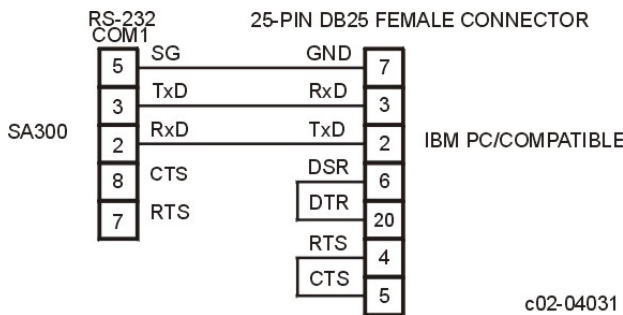 RS-232 25-PIN DB25 FEMALE CONNECTOR
COM1
5 SG GND 7
3 TxD RxD 3
SA300 2 RxD TxD 2 IBM PC/COMPATIBLE
8 CTS DSR 6
7 RTS DTR 20
RTS 4
CTS 5
c02-04031